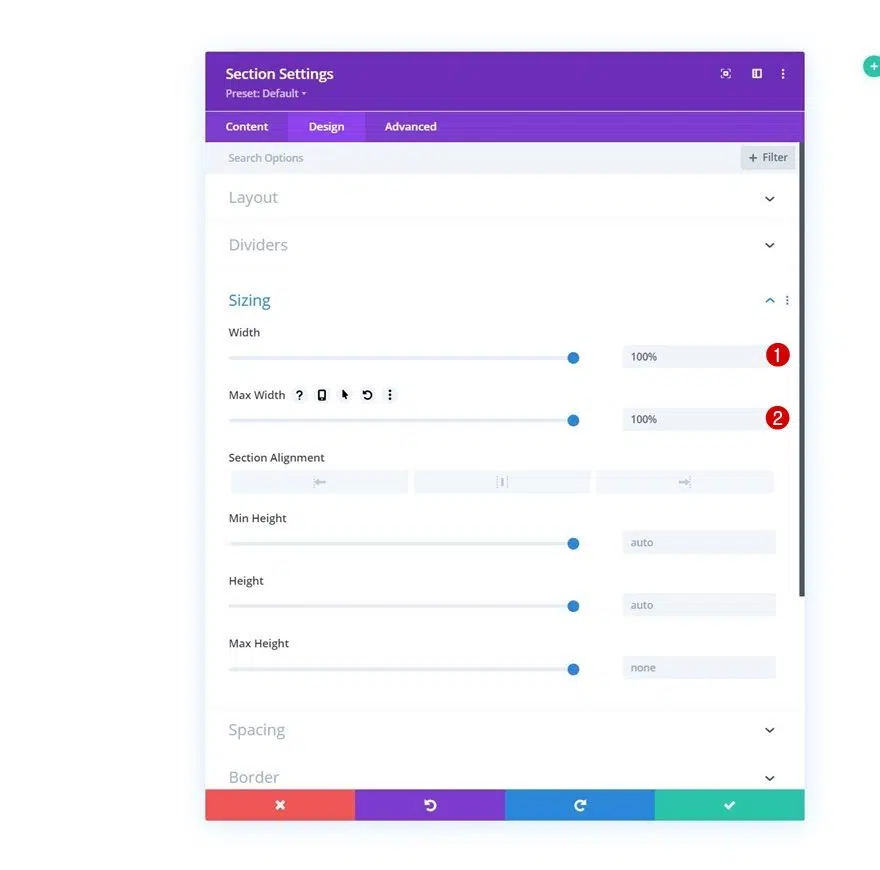 Section Settings
Preset: Default
Content Design Advanced
Search Options + Filter
Layout
Dividers
Sizing
Width
100% 1
Max Width ?
100% 2
Section Alignment
Min Height
auto
Height
auto
Max Height
none
Spacing
Border